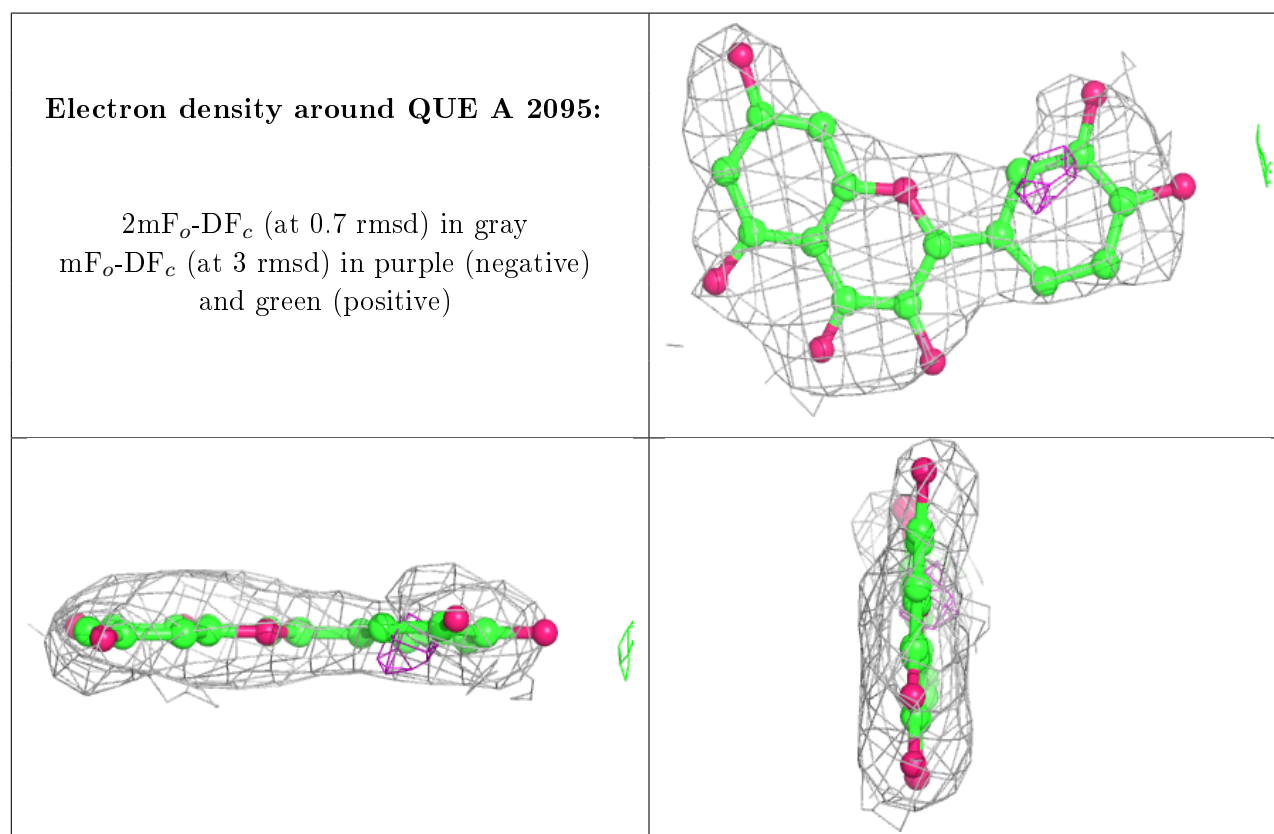 Electron density around QUE A 2095:
2mFo-DFc (at 0.7 rmsd) in gray
mFo-DFc (at 3 rmsd) in purple (negative)
and green (positive)